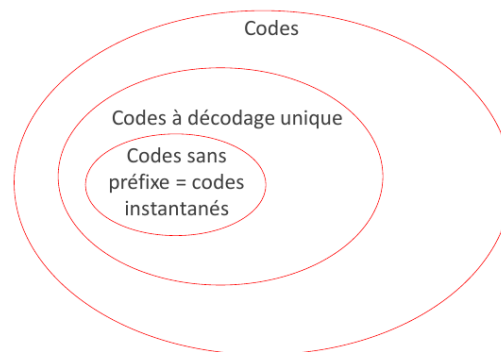 Codes
Codes à décodage unique
Codes sans
préfixe = codes
instantanés